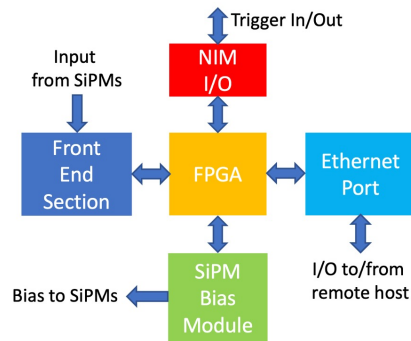 Trigger In/Out
Input
from SiPMs
NIM
I/O
Front
End
Section
FPGA
Ethernet
Port
SiPM
Bias
Module
Bias to SiPMs
I/O to/from
remote host